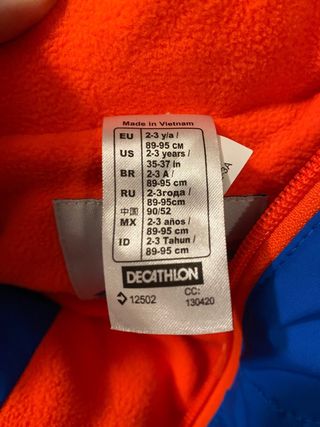 Made in Vietnam
EU 2-3 y/a /
89-95 CM
US 2-3 years /
35-37 in
BR 2-3 A /
89-95 cm
RU 2-3года /
89-95cm
中国 90/52
MX 2-3 años /
89-95 cm
ID 2-3 Tahun /
89-95 cm
DECATHLON
12502 CC:
130420
3A